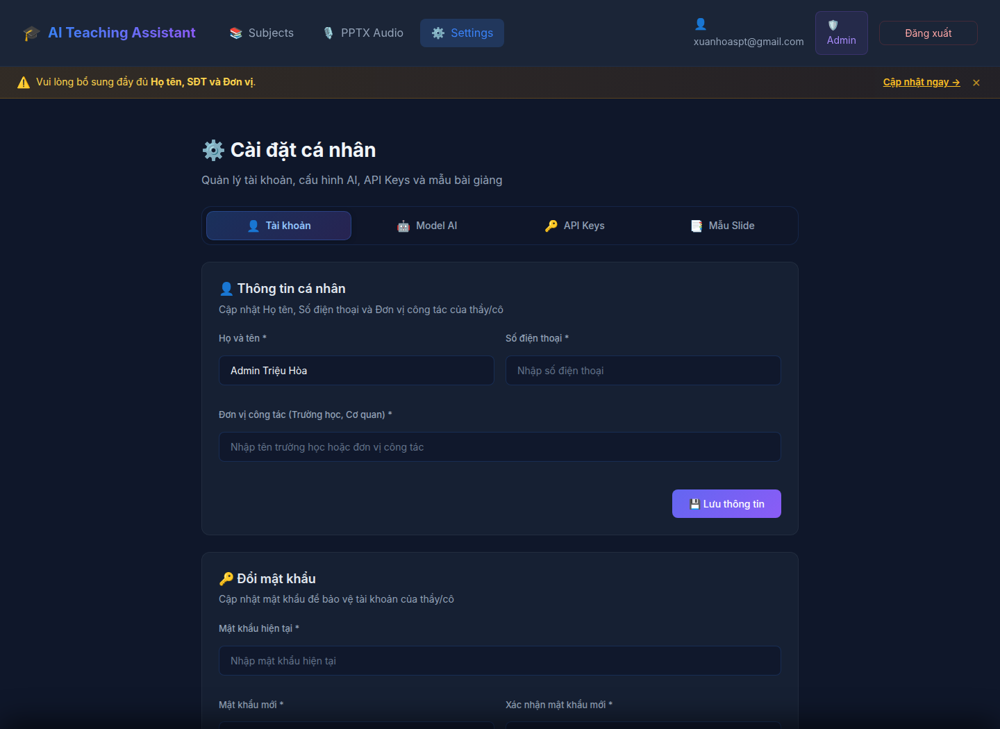 AI Teaching Assistant
Subjects
PPTX Audio
Settings
xuanhoaspt@gmail.com
Admin
Đăng xuất
Vui lòng bổ sung đầy đủ Họ tên, SĐT và Đơn vị.
Cập nhật ngay →
Cài đặt cá nhân
Quản lý tài khoản, cấu hình AI, API Keys và mẫu bài giảng
Tài khoản
Model AI
API Keys
Mẫu Slide
Thông tin cá nhân
Cập nhật Họ tên, Số điện thoại và Đơn vị công tác của thầy/cô
Họ và tên *
Số điện thoại *
Admin Triệu Hòa
Nhập số điện thoại
Đơn vị công tác (Trường học, Cơ quan) *
Nhập tên trường học hoặc đơn vị công tác
Lưu thông tin
Đổi mật khẩu
Cập nhật mật khẩu để bảo vệ tài khoản của thầy/cô
Mật khẩu hiện tại *
Nhập mật khẩu hiện tại
Mật khẩu mới *
Xác nhận mật khẩu mới *